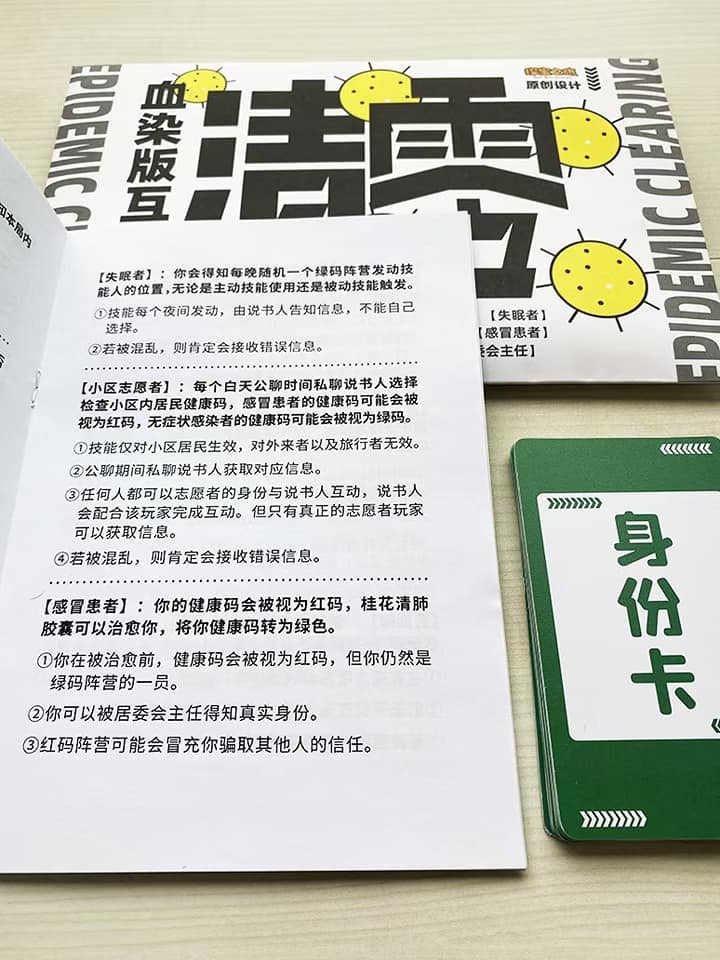 EPIDEMIC CLEARING
血染版互
清零
原创设计
EPIDEMIC CLEARING
【失眠者】
【感冒患者】
委会主任】
和本局内
【失眠者】：你会得知每晚随机一个绿码阵营发动技
能人的位置，无论是主动技能使用还是被动技能触发。
①技能每个夜间发动，由说书人告知信息，不能自己
选择。
②若被混乱，则肯定会接收错误信息。
【小区志愿者】：每个白天公聊时间私聊说书人选择
检查小区内居民健康码，感冒患者的健康码可能会被
视为红码，无症状感染者的健康码可能会被视为绿码。
①技能仅对小区居民生效，对外来者以及旅行者无效。
②公聊期间私聊说书人获取对应信息。
③任何人都可以志愿者的身份与说书人互动，说书人
会配合该玩家完成互动。但只有真正的志愿者玩家
可以获取信息。
④若被混乱，则肯定会接收错误信息。
【感冒患者】：你的健康码会被视为红码，桂花清肺
胶囊可以治愈你，将你健康码转为绿色。
①你在被治愈前，健康码会被视为红码，但你仍然是
绿码阵营的一员。
②你可以被居委会主任得知真实身份。
③红码阵营可能会冒充你骗取其他人的信任。
身份卡